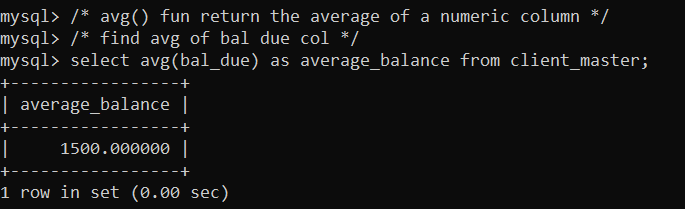 mysql> /* avg() fun return the average of a numeric column */
mysql> /* find avg of bal due col */
mysql> select avg(bal_due) as average_balance from client_master;
+-----------------+
| average_balance |
+-----------------+
|     1500.000000 |
+-----------------+
1 row in set (0.00 sec)